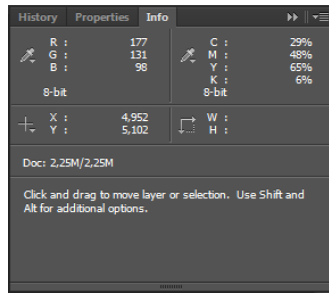 History Properties Info
R : 177 C : 29%
G : 131 M : 48%
B : 98 Y : 65%
K : 6%
8-bit 8-bit
X : 4,952 W :
Y : 5,102 H :
Doc: 2,25M/2,25M
Click and drag to move layer or selection. Use Shift and
Alt for additional options.